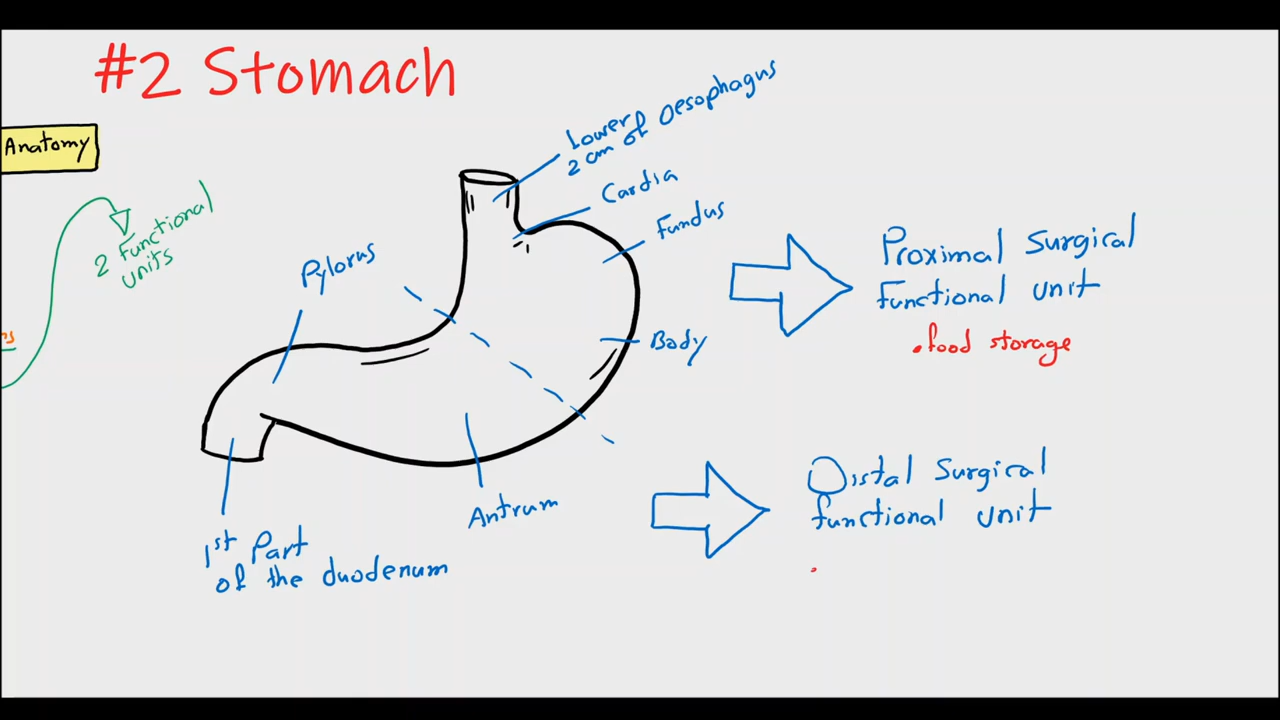 #2 Stomach
Anatomy
2 Functional
units
Lower
2 cm of Oesophagus
Cardia
Fundus
Pylorus
Body
Antrum
1st Part
of the duodenum
Proximal Surgical
Functional unit
.food storage
Distal Surgical
functional unit